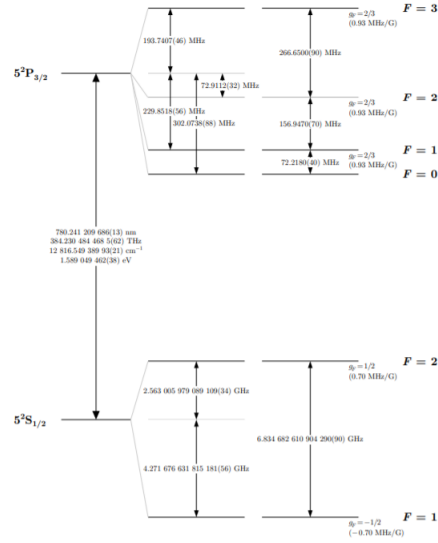 F = 3
g_F = 2/3
(0.93 MHz/G)
193.7407(46) MHz
266.6500(90) MHz
5²P₃/₂
72.9112(32) MHz
F = 2
g_F = 2/3
(0.93 MHz/G)
229.8518(56) MHz
302.0738(88) MHz
156.9470(70) MHz
F = 1
g_F = 2/3
(0.93 MHz/G)
72.2180(40) MHz
F = 0
780.241 209 686(13) nm
384.230 484 468 5(62) THz
12 816.549 389 93(21) cm⁻¹
1.589 049 462(38) eV
F = 2
g_F = 1/2
(0.70 MHz/G)
2.563 005 979 089 109(34) GHz
5²S₁/₂
6.834 682 610 904 290(90) GHz
4.271 676 631 815 181(56) GHz
F = 1
g_F = −1/2
(−0.70 MHz/G)